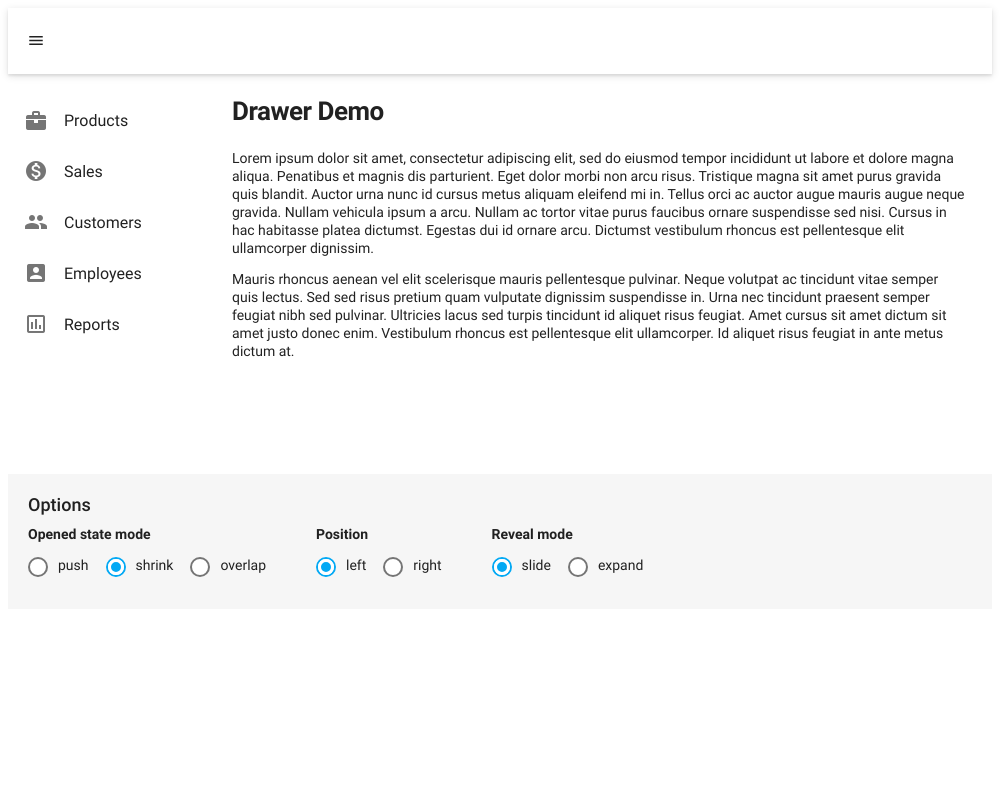 Products
Sales
Customers
Employees
Reports
Drawer Demo
Lorem ipsum dolor sit amet, consectetur adipiscing elit, sed do eiusmod tempor incididunt ut labore et dolore magna
aliqua. Penatibus et magnis dis parturient. Eget dolor morbi non arcu risus. Tristique magna sit amet purus gravida
quis blandit. Auctor urna nunc id cursus metus aliquam eleifend mi in. Tellus orci ac auctor augue mauris augue neque
gravida. Nullam vehicula ipsum a arcu. Nullam ac tortor vitae purus faucibus ornare suspendisse sed nisi. Cursus in
hac habitasse platea dictumst. Egestas dui id ornare arcu. Dictumst vestibulum rhoncus est pellentesque elit
ullamcorper dignissim.
Mauris rhoncus aenean vel elit scelerisque mauris pellentesque pulvinar. Neque volutpat ac tincidunt vitae semper
quis lectus. Sed sed risus pretium quam vulputate dignissim suspendisse in. Urna nec tincidunt praesent semper
feugiat nibh sed pulvinar. Ultricies lacus sed turpis tincidunt id aliquet risus feugiat. Amet cursus sit amet dictum sit
amet justo donec enim. Vestibulum rhoncus est pellentesque elit ullamcorper. Id aliquet risus feugiat in ante metus
dictum at.
Options
Opened state mode Position Reveal mode
push shrink overlap left right slide expand